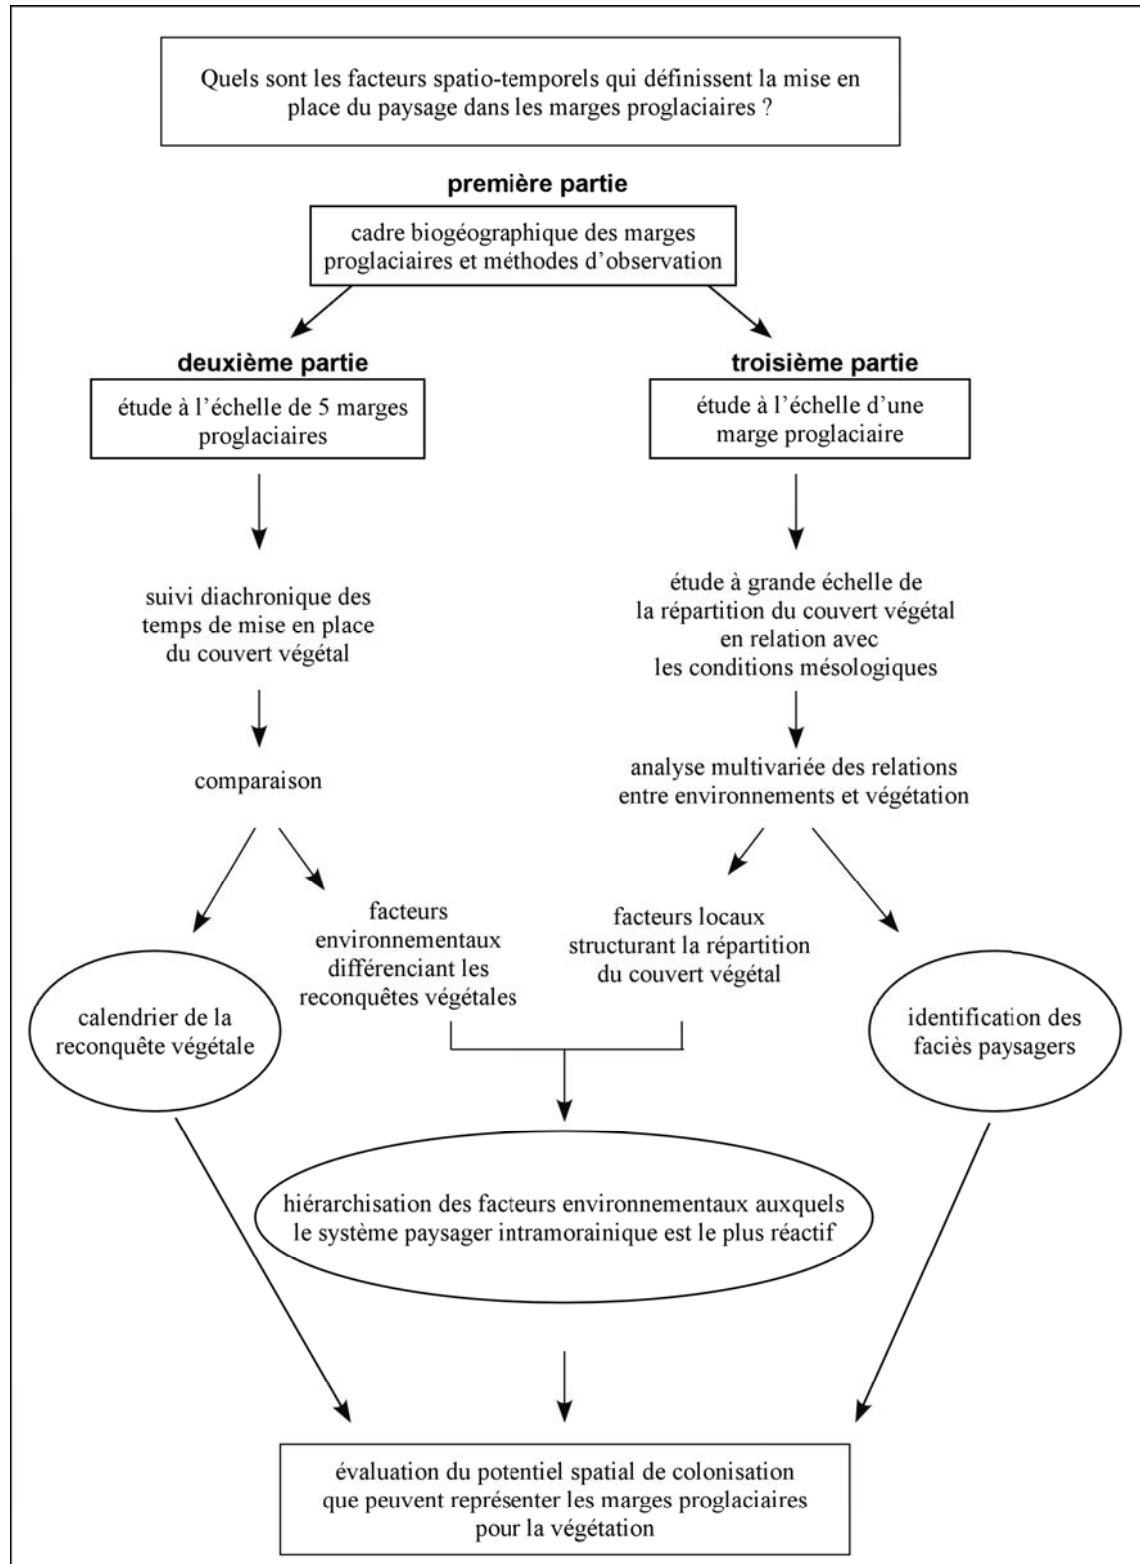 Quels sont les facteurs spatio-temporels qui définissent la mise en
place du paysage dans les marges proglaciaires ?
première partie
cadre biogéographique des marges
proglaciaires et méthodes d'observation
deuxième partie
étude à l'échelle de 5 marges
proglaciaires
troisième partie
étude à l'échelle d'une
marge proglaciaire
suivi diachronique des
temps de mise en place
du couvert végétal
étude à grande échelle de
la répartition du couvert végétal
en relation avec
les conditions mésologiques
comparaison
analyse multivariée des relations
entre environnements et végétation
facteurs
environnementaux
différenciant les
reconquêtes végétales
facteurs locaux
structurant la répartition
du couvert végétal
calendrier de la
reconquête végétale
identification des
faciès paysagers
hiérarchisation des facteurs environnementaux auxquels
le système paysager intramorainique est le plus réactif
évaluation du potentiel spatial de colonisation
que peuvent représenter les marges proglaciaires
pour la végétation